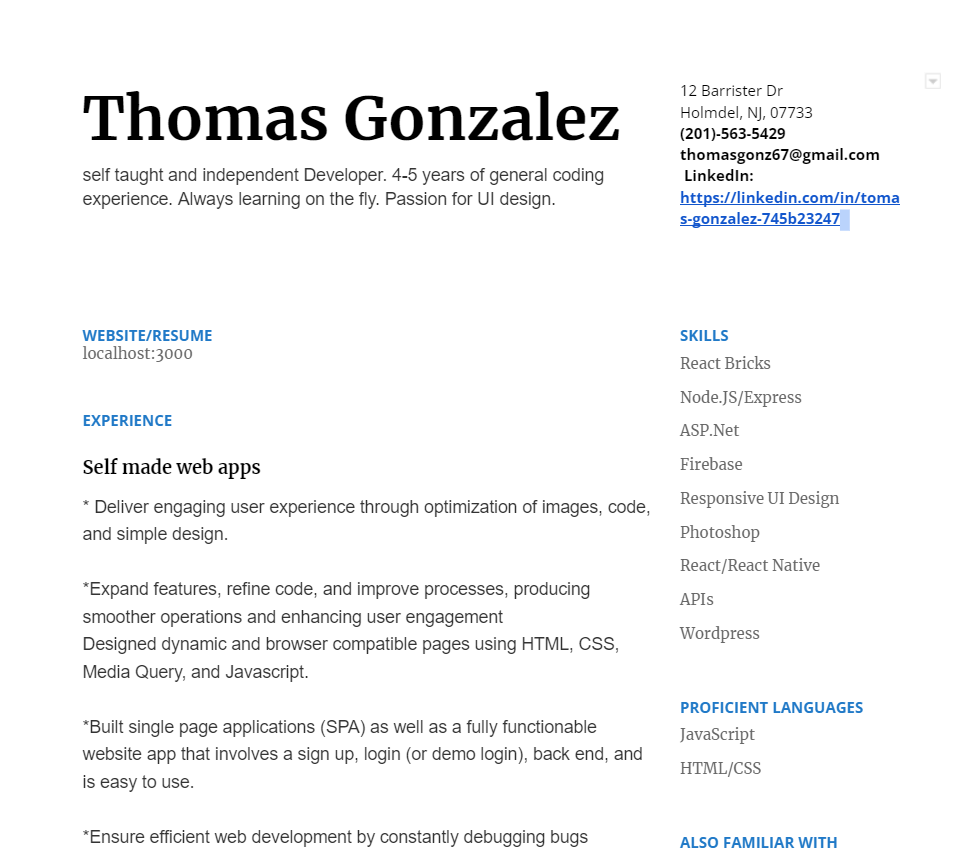 Thomas Gonzalez
self taught and independent Developer. 4-5 years of general coding
experience. Always learning on the fly. Passion for UI design.
12 Barrister Dr
Holmdel, NJ, 07733
(201)-563-5429
thomasgonz67@gmail.com
LinkedIn:
https://linkedin.com/in/toma
s-gonzalez-745b23247
WEBSITE/RESUME
localhost:3000
EXPERIENCE
Self made web apps
* Deliver engaging user experience through optimization of images, code,
and simple design.
*Expand features, refine code, and improve processes, producing
smoother operations and enhancing user engagement
Designed dynamic and browser compatible pages using HTML, CSS,
Media Query, and Javascript.
*Built single page applications (SPA) as well as a fully functionable
website app that involves a sign up, login (or demo login), back end, and
is easy to use.
*Ensure efficient web development by constantly debugging bugs
SKILLS
React Bricks
Node.JS/Express
ASP.Net
Firebase
Responsive UI Design
Photoshop
React/React Native
APIs
Wordpress
PROFICIENT LANGUAGES
JavaScript
HTML/CSS
ALSO FAMILIAR WITH